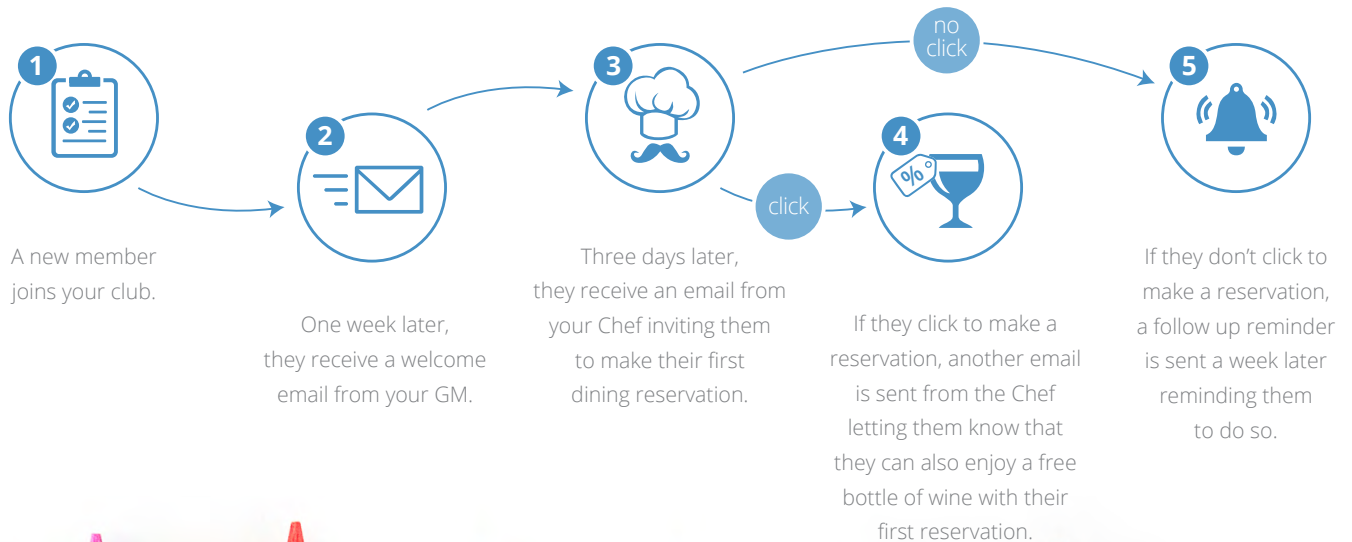 1
A new member
joins your club.
2
One week later,
they receive a welcome
email from your GM.
3
Three days later,
they receive an email from
your Chef inviting them
to make their first
dining reservation.
click
4
%
If they click to make a
reservation, another email
is sent from the Chef
letting them know that
they can also enjoy a free
bottle of wine with their
first reservation.
no
click
5
If they don’t click to
make a reservation,
a follow up reminder
is sent a week later
reminding them
to do so.